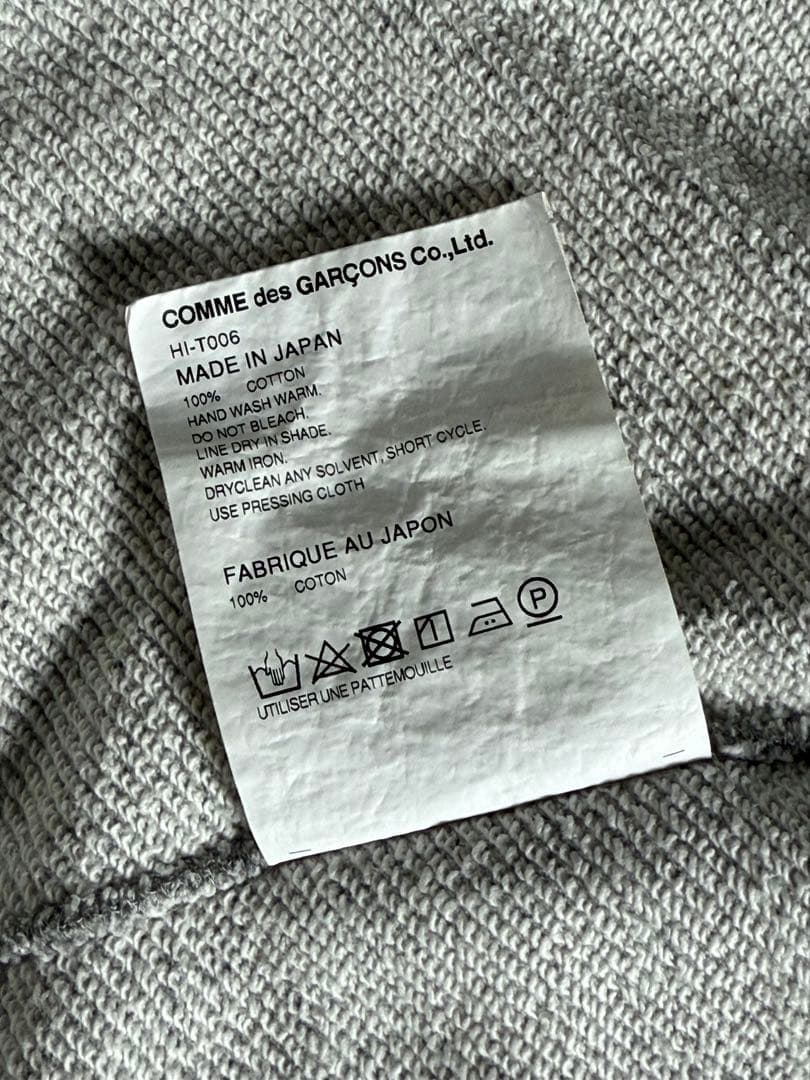 COMME des GARÇONS Co.,Ltd.
HI-T006
MADE IN JAPAN
100% COTTON
HAND WASH WARM.
DO NOT BLEACH.
LINE DRY IN SHADE.
WARM IRON.
DRYCLEAN ANY SOLVENT, SHORT CYCLE.
USE PRESSING CLOTH
FABRIQUE AU JAPON
100% COTON
P
UTILISER UNE PATTEMOUILLE